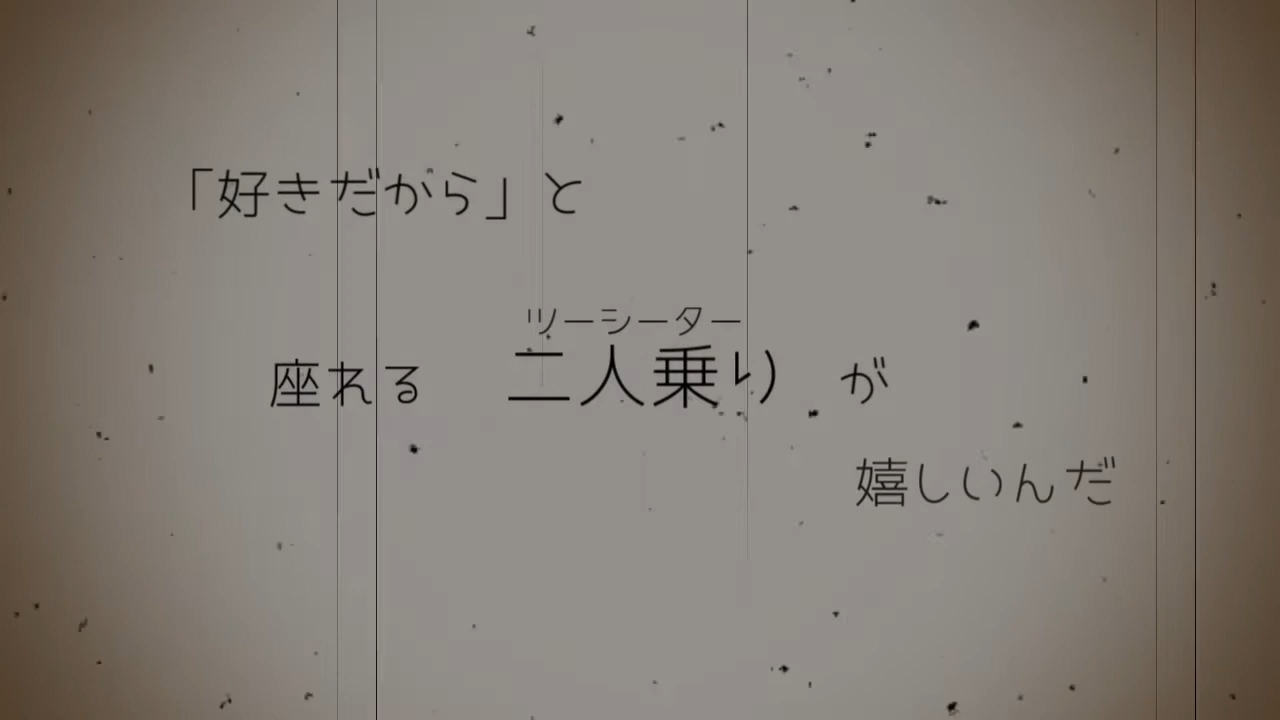 「好きだから」と
ツーシーター
座れる 二人乗り が
嬉しいんだ